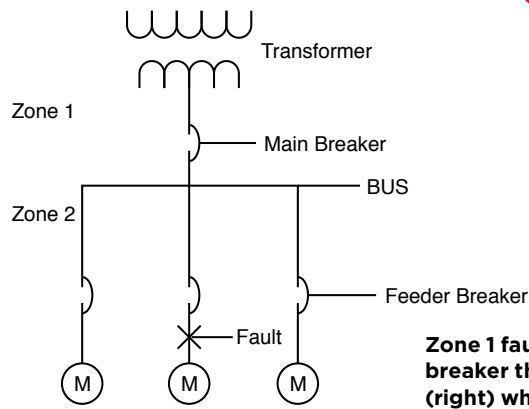 Transformer
Zone 1
Main Breaker
BUS
Zone 2
Feeder Breaker
Fault
M
M
M
Zone 1 fau
breaker th
(right) wh